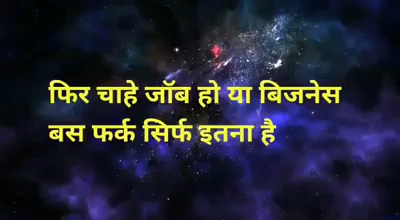 फिर चाहे जॉब हो या बिजनेस
बस फर्क सिर्फ इतना है